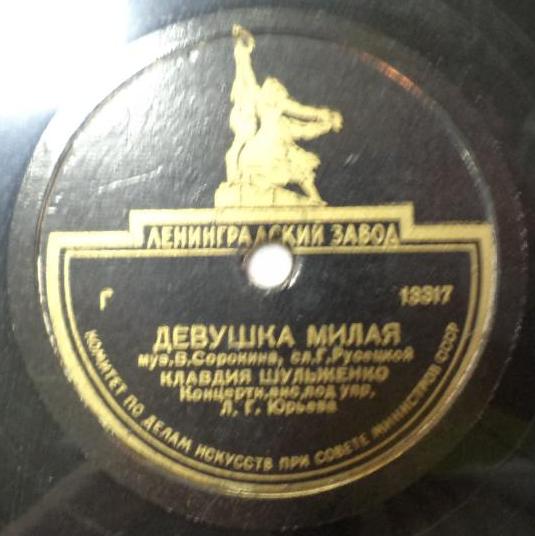 ЛЕНИНГРАДСКИЙ ЗАВОД
Г 13317
ДЕВУШКА МИЛАЯ
муз. В. Сорокина, сл. Г. Русецкой
КЛАВДИЯ ШУЛЬЖЕНКО
Концертн. анс. под упр.
Л. Г. Юрьева
КОМИТЕТ ПО ДЕЛАМ ИСКУССТВ ПРИ СОВЕТЕ МИНИСТРОВ СССР